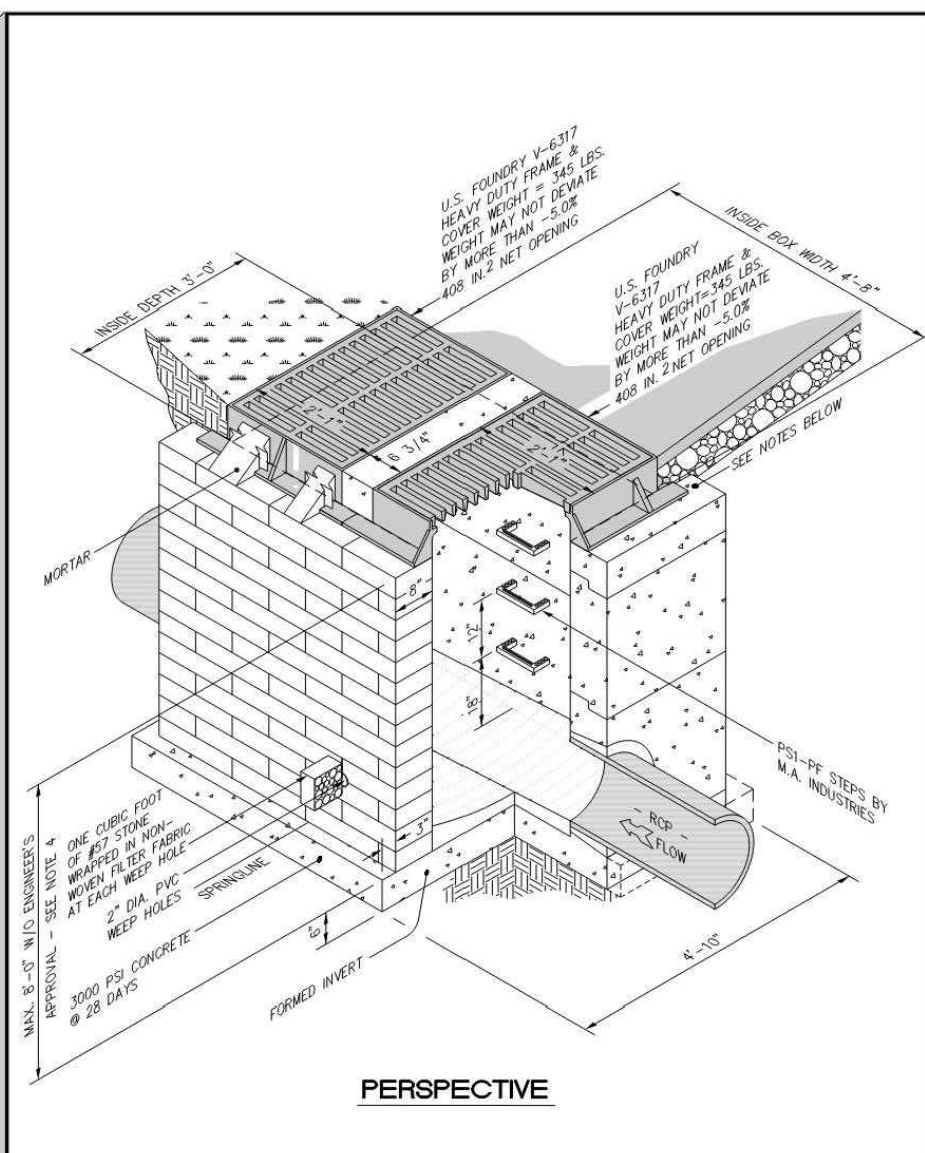 U.S. FOUNDRY V-6317
HEAVY DUTY FRAME &
COVER WEIGHT = 345 LBS.
WEIGHT MAY NOT DEVIATE
BY MORE THAN -5.0%
408 IN.2 NET OPENING
INSIDE BOX WIDTH 4'-8"
INSIDE DEPTH 3'-0"
U.S. FOUNDRY
V-6317
HEAVY DUTY FRAME &
COVER WEIGHT=345 LBS.
WEIGHT MAY NOT DEVIATE
BY MORE THAN -5.0%
408 IN. 2 NET OPENING
2'-1"
6 3/4"
2'-1"
SEE NOTES BELOW
MORTAR
8"
12"
18"
PS1-PF STEPS BY
M.A. INDUSTRIES
- RCP -
FLOW
MAX. 8'-0" W/O ENGINEER'S
APPROVAL - SEE NOTE 4
ONE CUBIC FOOT
OF #57 STONE
WRAPPED IN NON-
WOVEN FILTER FABRIC
AT EACH WEEP HOLE
2" DIA. PVC
WEEP HOLES
SPRINGLINE
3"
3000 PSI CONCRETE
@ 28 DAYS
6"
FORMED INVERT
4'-10"
PERSPECTIVE